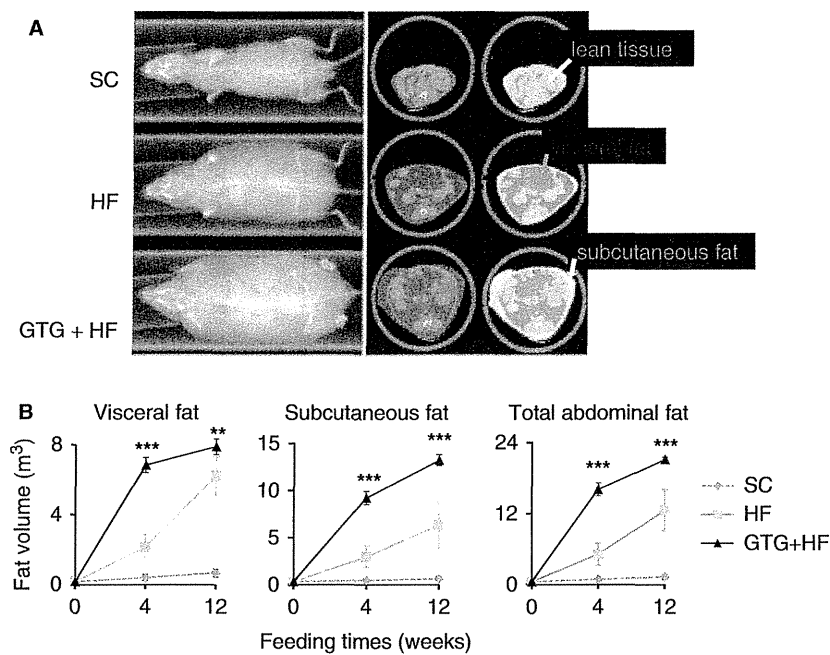 A
SC
HF
GTG + HF
lean tissue
subcutaneous fat
B
Visceral fat
Subcutaneous fat
Total abdominal fat
Fat volume (m³)
8
4
0
**
***
0 4 12
15
10
5
0
***
***
0 4 12
24
12
0
***
***
0 4 12
SC
HF
GTG+HF
Feeding times (weeks)